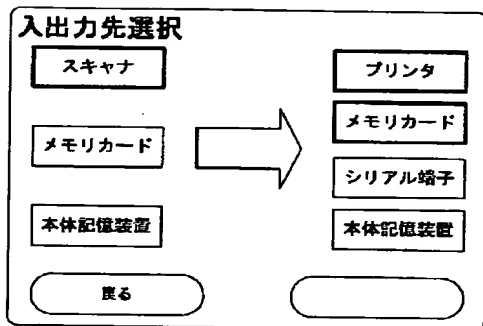 入出力先選択
スキャナ
メモリカード
本体記憶装置
プリンタ
メモリカード
シリアル端子
本体記憶装置
戻る